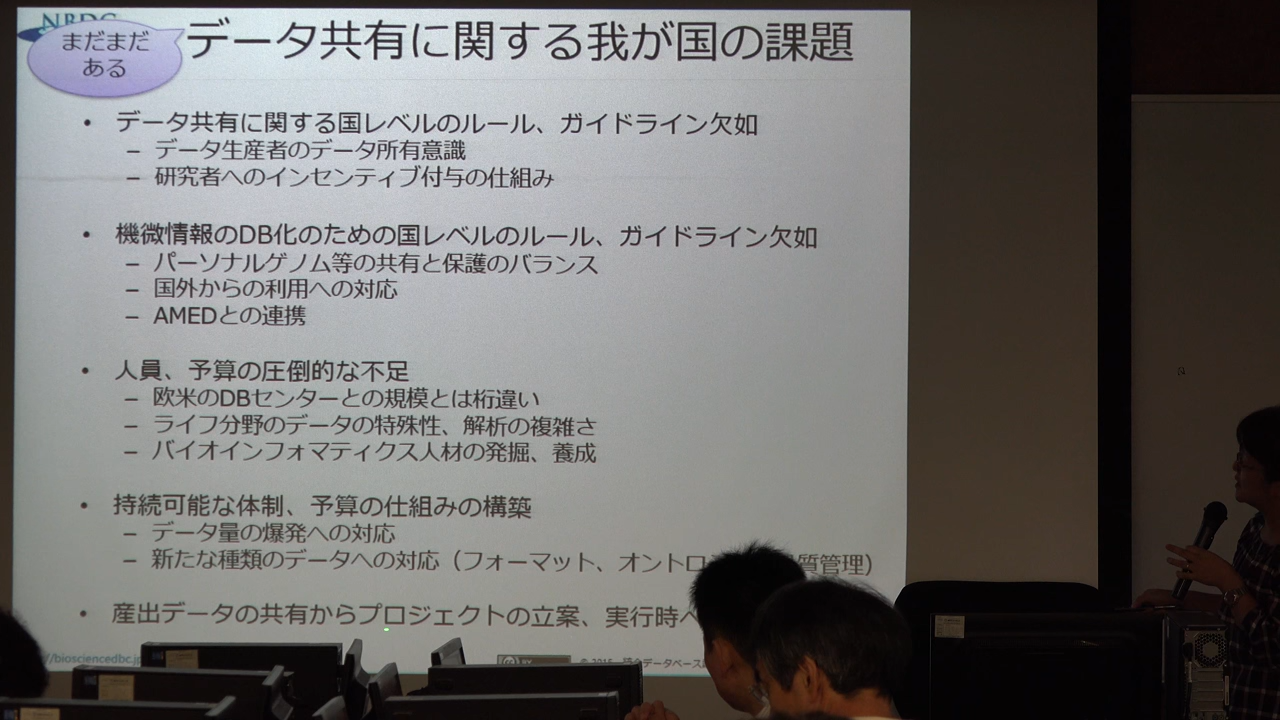 NBDC
まだまだ
ある
データ共有に関する我が国の課題
• データ共有に関する国レベルのルール、ガイドライン欠如
– データ生産者のデータ所有意識
– 研究者へのインセンティブ付与の仕組み
• 機微情報のDB化のための国レベルのルール、ガイドライン欠如
– パーソナルゲノム等の共有と保護のバランス
– 国外からの利用への対応
– AMEDとの連携
• 人員、予算の圧倒的な不足
– 欧米のDBセンターとの規模とは桁違い
– ライフ分野のデータの特殊性、解析の複雑さ
– バイオインフォマティクス人材の発掘、養成
• 持続可能な体制、予算の仕組みの構築
– データ量の爆発への対応
– 新たな種類のデータへの対応（フォーマット、オントロ 質管理）
• 産出データの共有からプロジェクトの立案、実行時へ
//biosciencedbc.jp